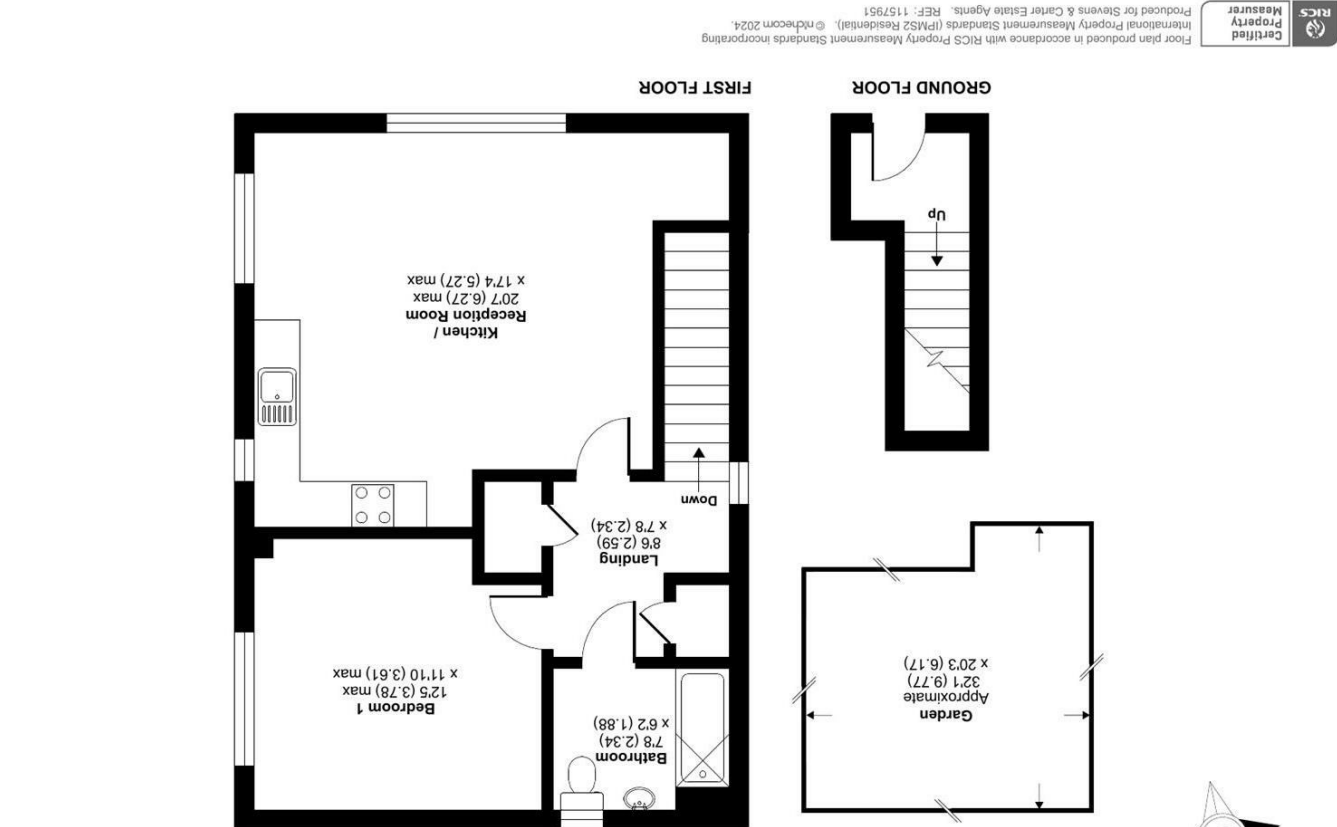 Garden
Approximate
32'1 (9.77)
x 20'3 (6.17)
Bathroom
7'8 (2.34)
x 6'2 (1.88)
Bedroom 1
12'5 (3.78) max
x 11'10 (3.61) max
Landing
8'6 (2.59)
x 7'8 (2.34)
Down
Kitchen /
Reception Room
20'7 (6.27) max
x 17'4 (5.27) max
Up
GROUND FLOOR
FIRST FLOOR
RICS
Certified
Property
Measurer
Floor plan produced in accordance with RICS Property Measurement Standards incorporating
International Property Measurement Standards (IPMS2 Residential). © nichecom 2024.
Produced for Stevens & Carter Estate Agents. REF: 1157951